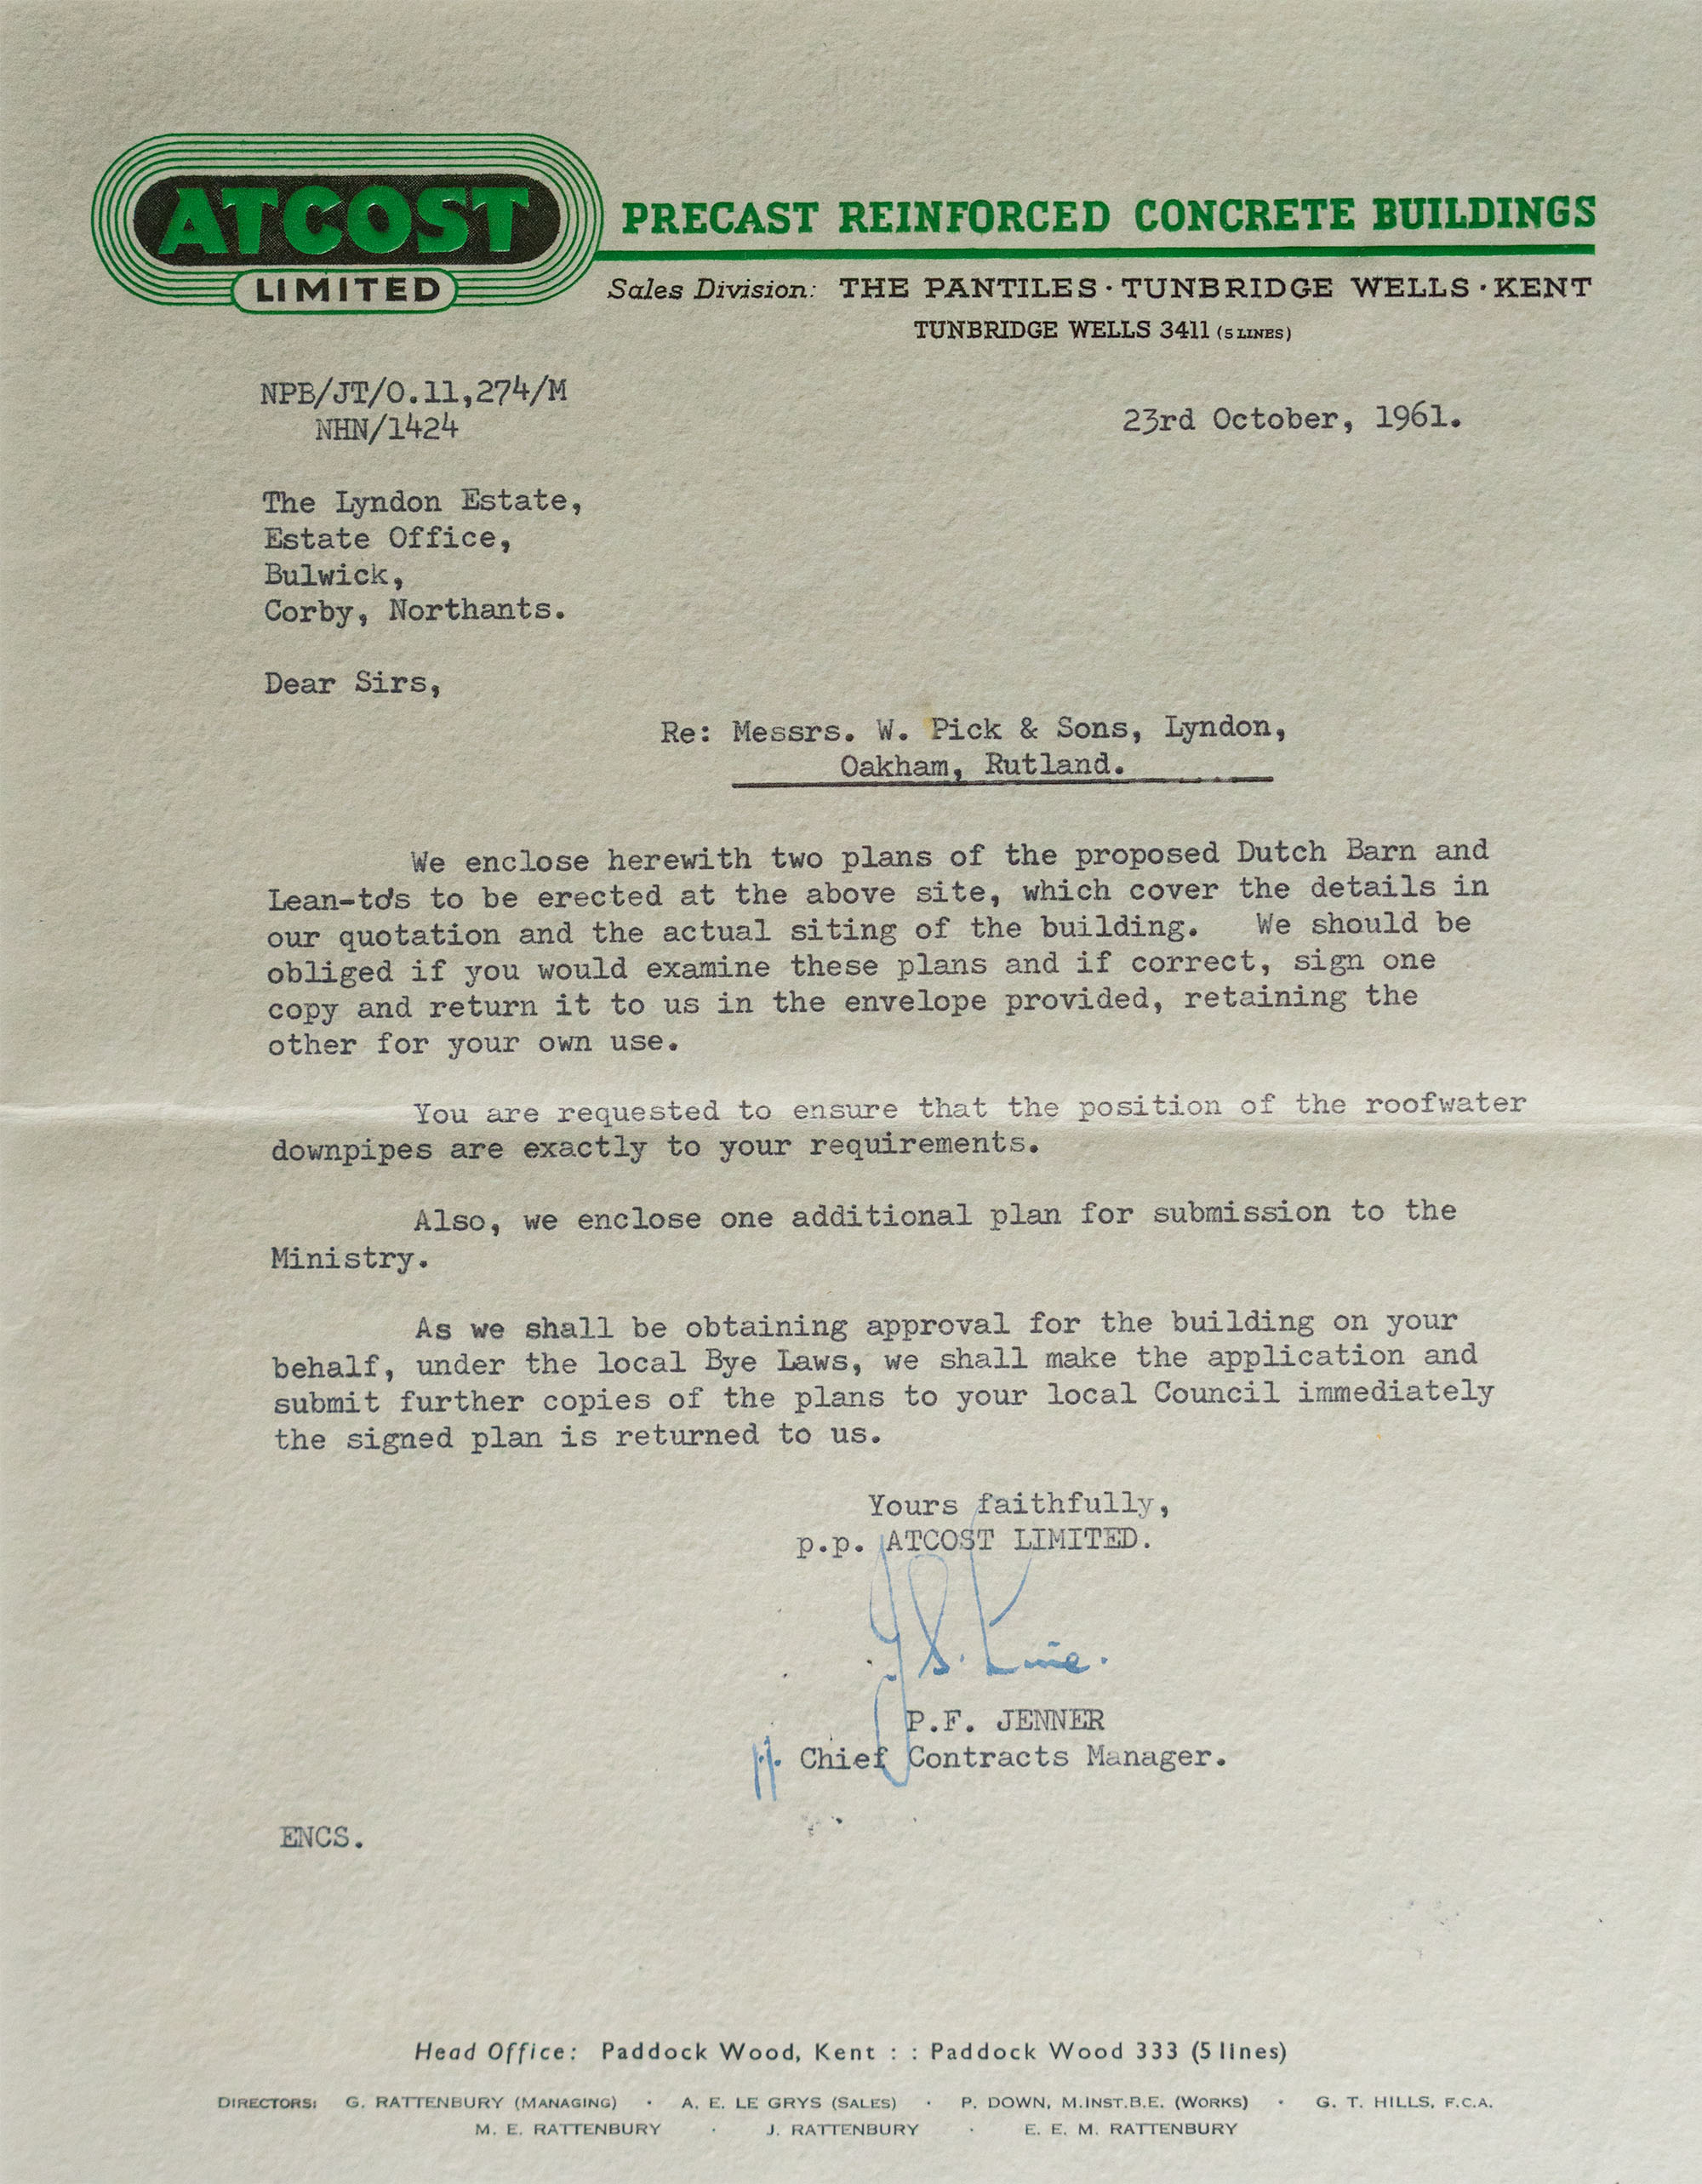 ATCOST
LIMITED
PRECAST REINFORCED CONCRETE BUILDINGS
Sales Division: THE PANTILES · TUNBRIDGE WELLS · KENT
TUNBRIDGE WELLS 3411 (5 LINES)
NPB/JT/O.11,274/M
NHN/1424
23rd October, 1961.
The Lyndon Estate,
Estate Office,
Bulwick,
Corby, Northants.
Dear Sirs,
Re: Messrs. W. Pick & Sons, Lyndon,
Oakham, Rutland.
We enclose herewith two plans of the proposed Dutch Barn and
Lean-to's to be erected at the above site, which cover the details in
our quotation and the actual siting of the building. We should be
obliged if you would examine these plans and if correct, sign one
copy and return it to us in the envelope provided, retaining the
other for your own use.
You are requested to ensure that the position of the roofwater
downpipes are exactly to your requirements.
Also, we enclose one additional plan for submission to the
Ministry.
As we shall be obtaining approval for the building on your
behalf, under the local Bye Laws, we shall make the application and
submit further copies of the plans to your local Council immediately
the signed plan is returned to us.
Yours faithfully,
p.p. ATCOST LIMITED.
P.F. JENNER
pp. Chief Contracts Manager.
ENCS.
Head Office: Paddock Wood, Kent : : Paddock Wood 333 (5 lines)
DIRECTORS: G. RATTENBURY (MANAGING) · A. E. LE GRYS (SALES) · P. DOWN, M.INST.B.E. (WORKS) · G. T. HILLS, F.C.A.
M. E. RATTENBURY · J. RATTENBURY · E. E. M. RATTENBURY